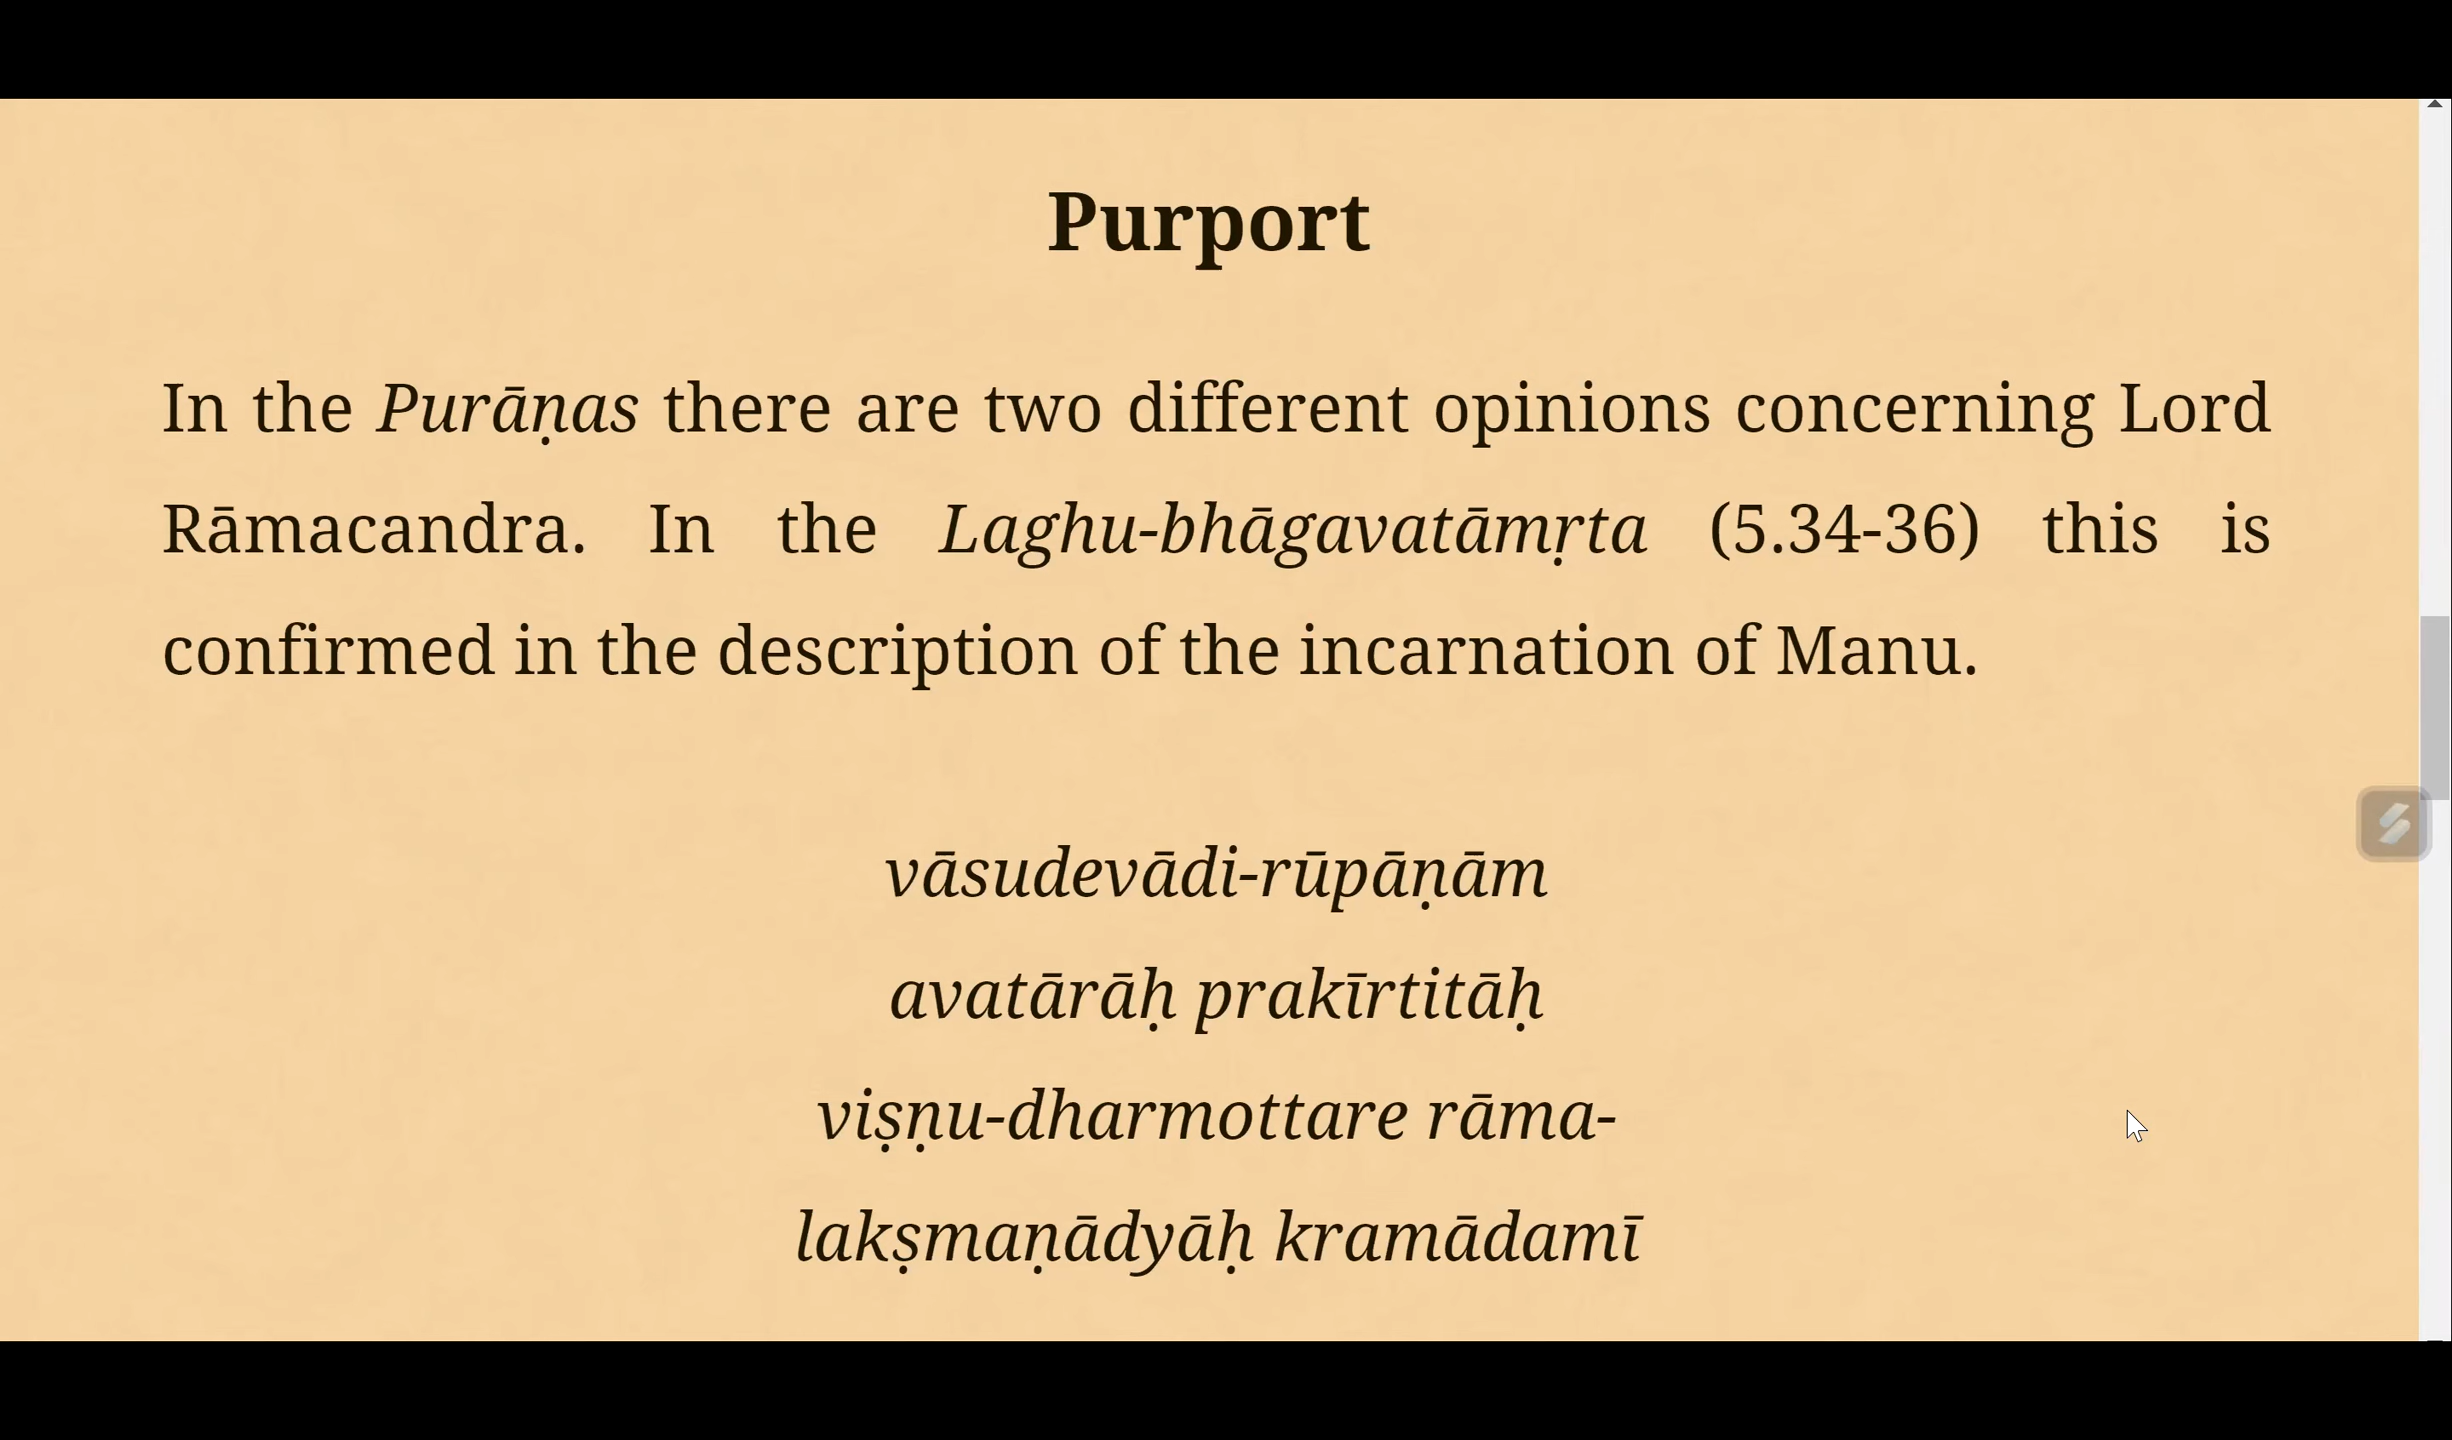 Purport
In the Purāṇas there are two different opinions concerning Lord
Rāmacandra. In the Laghu-bhāgavatāmṛta (5.34-36) this is
confirmed in the description of the incarnation of Manu.
vāsudevādi-rūpāṇām
avatārāḥ prakīrtitāḥ
viṣṇu-dharmottare rāma-
lakṣmaṇādyāḥ kramādamī